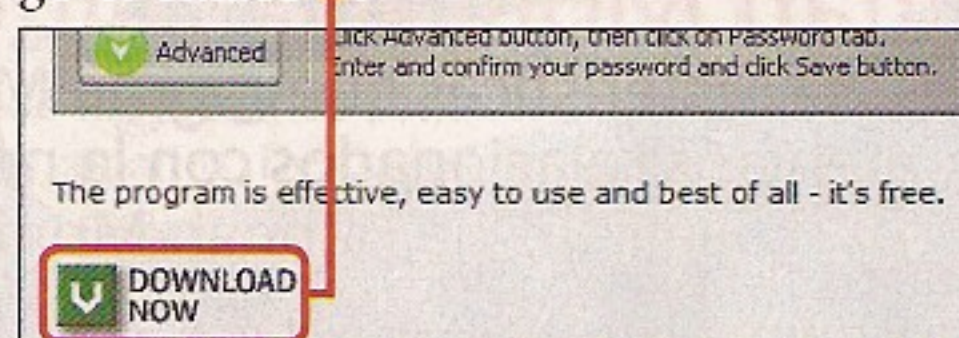 Click Advanced button, then click on Password tab.
Advanced
Enter and confirm your password and click Save button.
The program is effective, easy to use and best of all - it's free.
DOWNLOAD
NOW